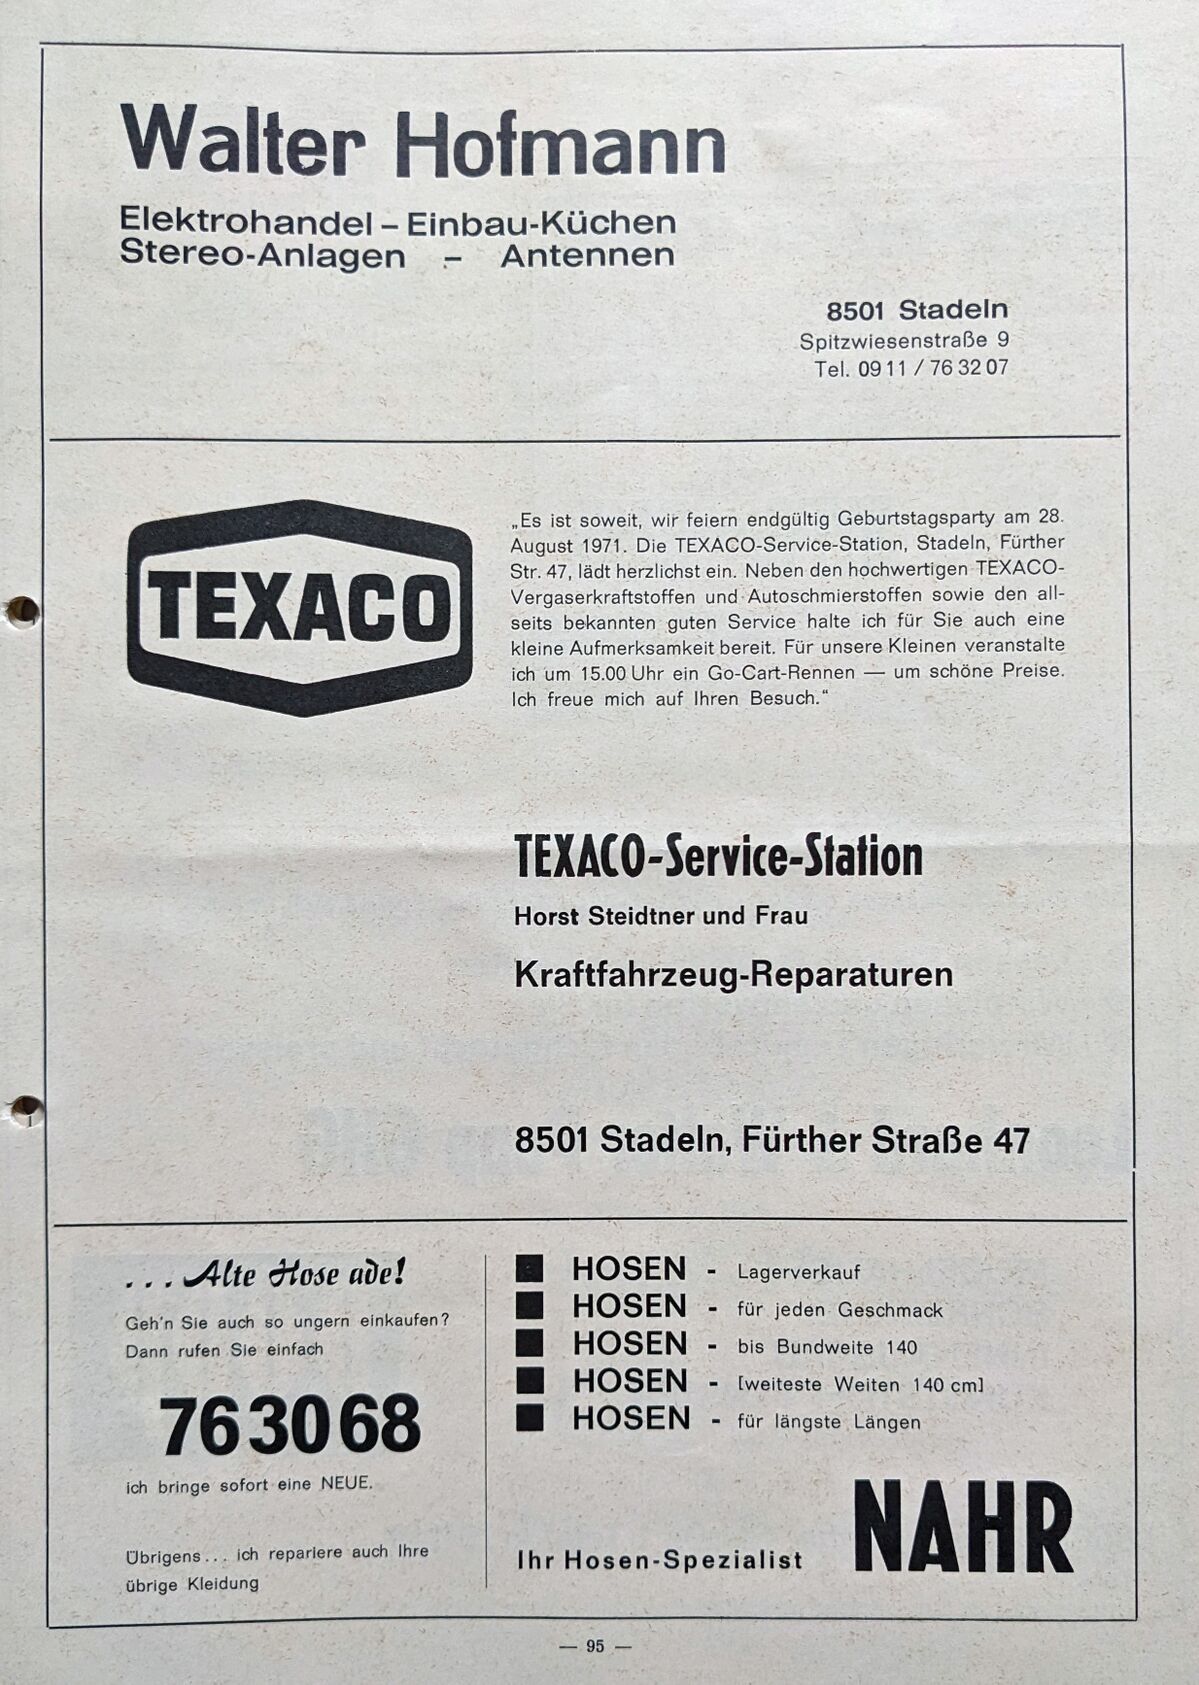 Walter Hofmann
Elektrohandel – Einbau-Küchen
Stereo-Anlagen – Antennen
8501 Stadeln
Spitzwiesenstraße 9
Tel. 09 11 / 76 32 07
TEXACO
„Es ist soweit, wir feiern endgültig Geburtstagsparty am 28.
August 1971. Die TEXACO-Service-Station, Stadeln, Fürther
Str. 47, lädt herzlichst ein. Neben den hochwertigen TEXACO-
Vergaserkraftstoffen und Autoschmierstoffen sowie den all-
seits bekannten guten Service halte ich für Sie auch eine
kleine Aufmerksamkeit bereit. Für unsere Kleinen veranstalte
ich um 15.00 Uhr ein Go-Cart-Rennen — um schöne Preise.
Ich freue mich auf Ihren Besuch.“
TEXACO-Service-Station
Horst Steidtner und Frau
Kraftfahrzeug-Reparaturen
8501 Stadeln, Fürther Straße 47
. . . Alte Hose ade!
Geh'n Sie auch so ungern einkaufen?
Dann rufen Sie einfach
76 30 68
ich bringe sofort eine NEUE.
Übrigens . . . ich repariere auch Ihre
übrige Kleidung
■ HOSEN - Lagerverkauf
■ HOSEN - für jeden Geschmack
■ HOSEN - bis Bundweite 140
■ HOSEN - [weiteste Weiten 140 cm]
■ HOSEN - für längste Längen
Ihr Hosen-Spezialist NAHR
— 95 —